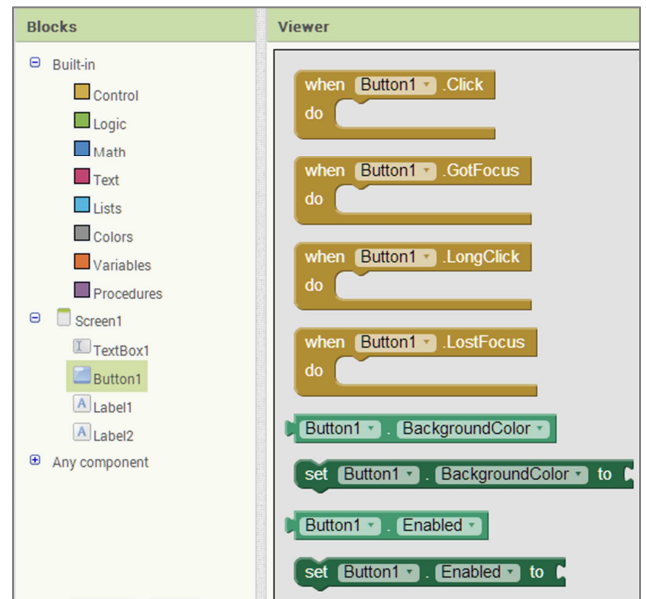 Blocks
Built-in
Control
Logic
Math
Text
Lists
Colors
Variables
Procedures
Screen1
TextBox1
Button1
Label1
Label2
Any component
Viewer
when Button1 .Click
do
when Button1 .GotFocus
do
when Button1 .LongClick
do
when Button1 .LostFocus
do
Button1 . BackgroundColor
set Button1 . BackgroundColor to
Button1 . Enabled
set Button1 . Enabled to